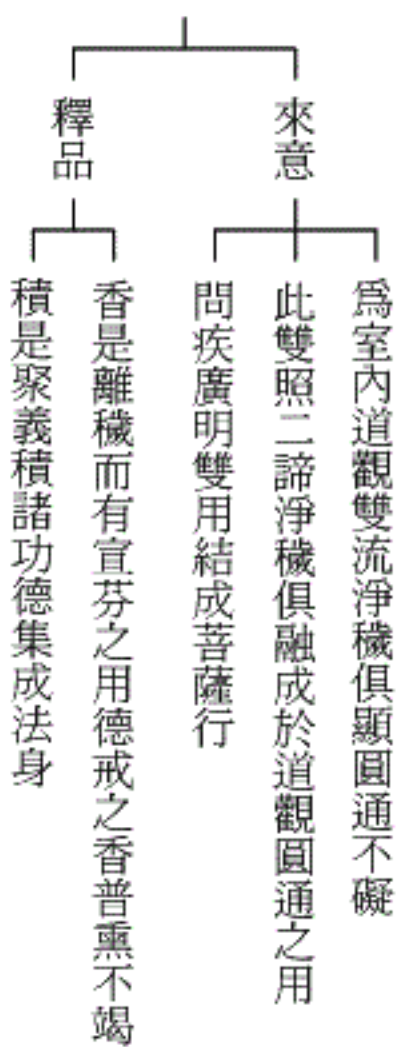 來意
爲室內道觀雙流淨穢俱顯圓通不礙
此雙照二諦淨穢俱融成於道觀圓通之用
問疾廣明雙用結成菩薩行
釋品
香是離穢而有宣芬之用德戒之香普熏不竭
積是聚義積諸功德集成法身